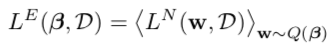 L^E(β, 𝒟) = ⟨L^N(w, 𝒟)⟩_{w∼Q(β)}